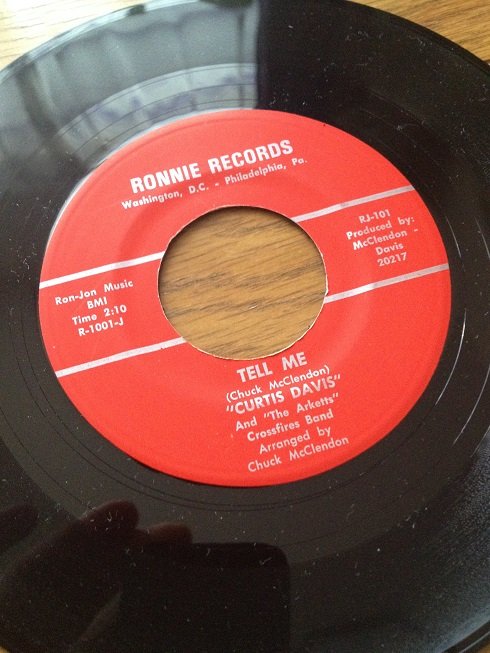 RONNIE RECORDS
Washington, D.C. - Philadelphia, Pa.
Ron-Jon Music
BMI
Time 2:10
R-1001-J
RJ-101
Produced by:
McClendon -
Davis
20217
TELL ME
(Chuck McClendon)
"CURTIS DAVIS"
And "The Arketts"
Crossfires Band
Arranged by
Chuck McClendon